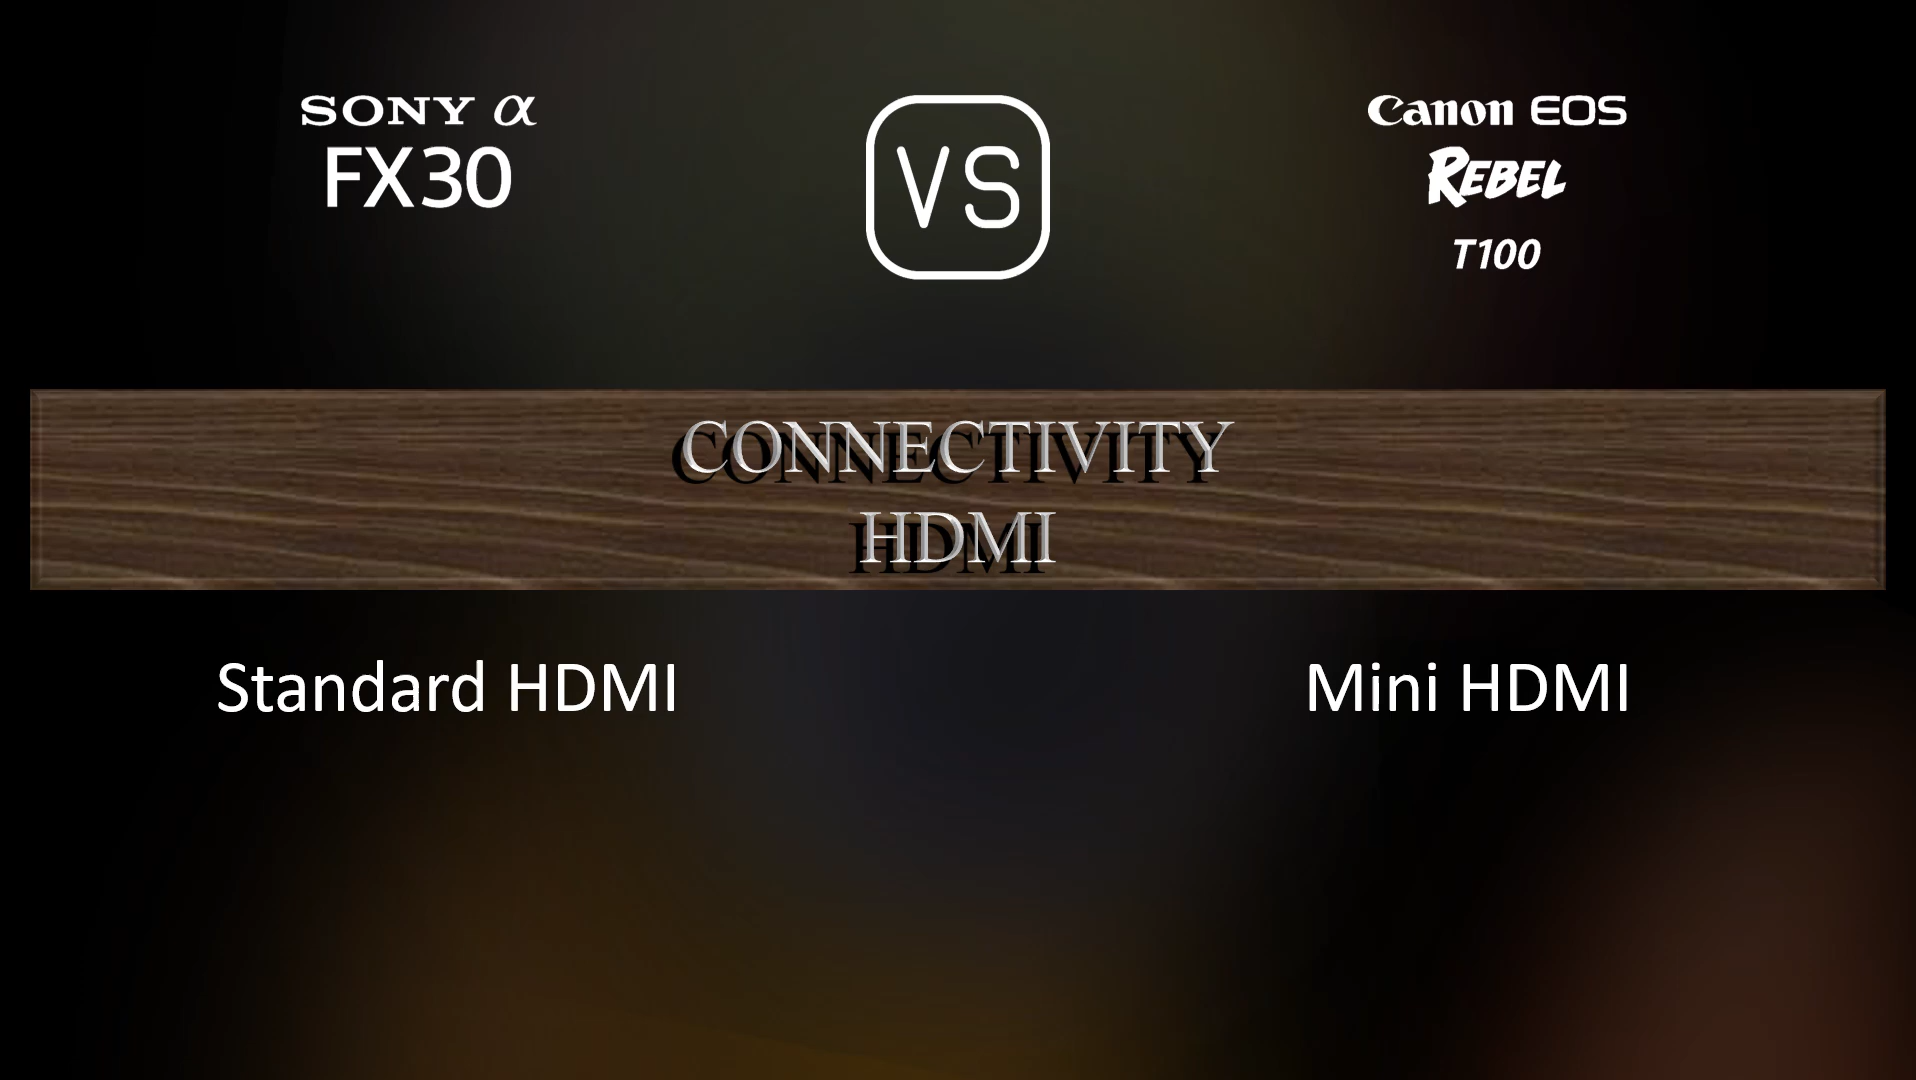 SONY α
FX30
VS
Canon EOS
REBEL
T100
CONNECTIVITY
HDMI
Standard HDMI
Mini HDMI